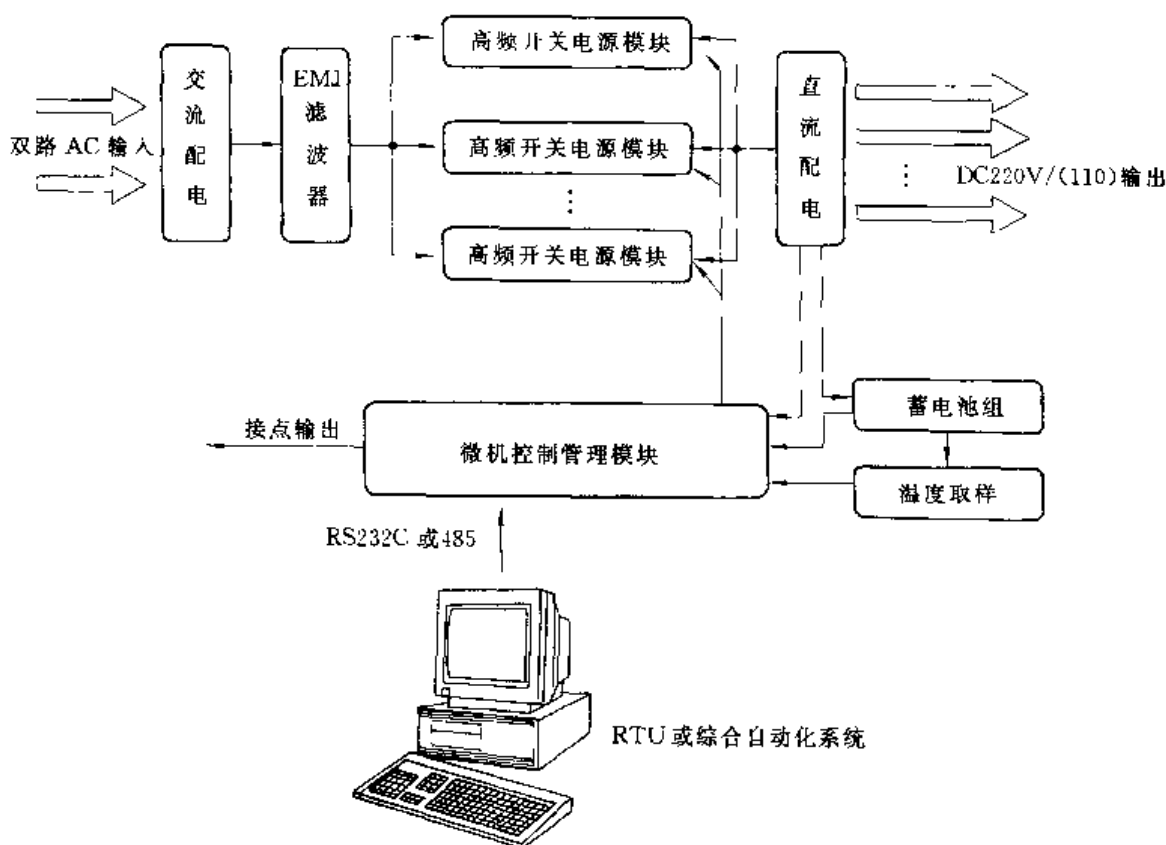 双路 AC 输入
交流配电
EMI滤波器
高频开关电源模块
高频开关电源模块
高频开关电源模块
直流配电
DC220V/(110)输出
接点输出
微机控制管理模块
蓄电池组
温度取样
RS232C 或485
RTU或综合自动化系统